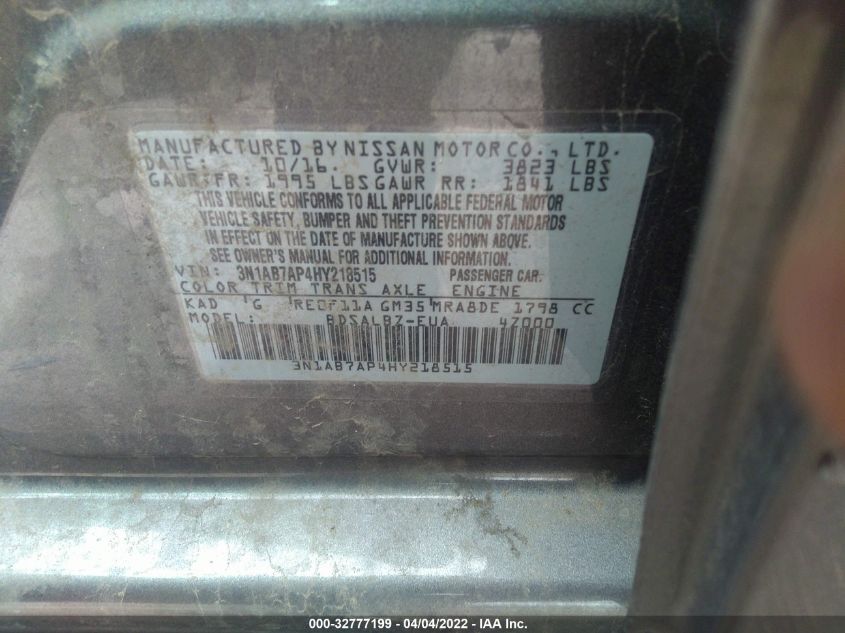 MANUFACTURED BY NISSAN MOTOR CO., LTD.
DATE: 10/16 GVWR: 3823 LBS
GAWR FR: 1995 LBS GAWR RR: 1841 LBS
THIS VEHICLE CONFORMS TO ALL APPLICABLE FEDERAL MOTOR
VEHICLE SAFETY, BUMPER AND THEFT PREVENTION STANDARDS
IN EFFECT ON THE DATE OF MANUFACTURE SHOWN ABOVE.
SEE OWNER'S MANUAL FOR ADDITIONAL INFORMATION.
VIN: 3N1AB7AP4HY218515 PASSENGER CAR.
COLOR TRIM TRANS AXLE ENGINE
KAD G RE0F11A GM35 MRA8DE 1798 CC
MODEL: BDSALBZ-EUA 4Z000
3N1AB7AP4HY218515
000-32777199 - 04/04/2022 - IAA Inc.